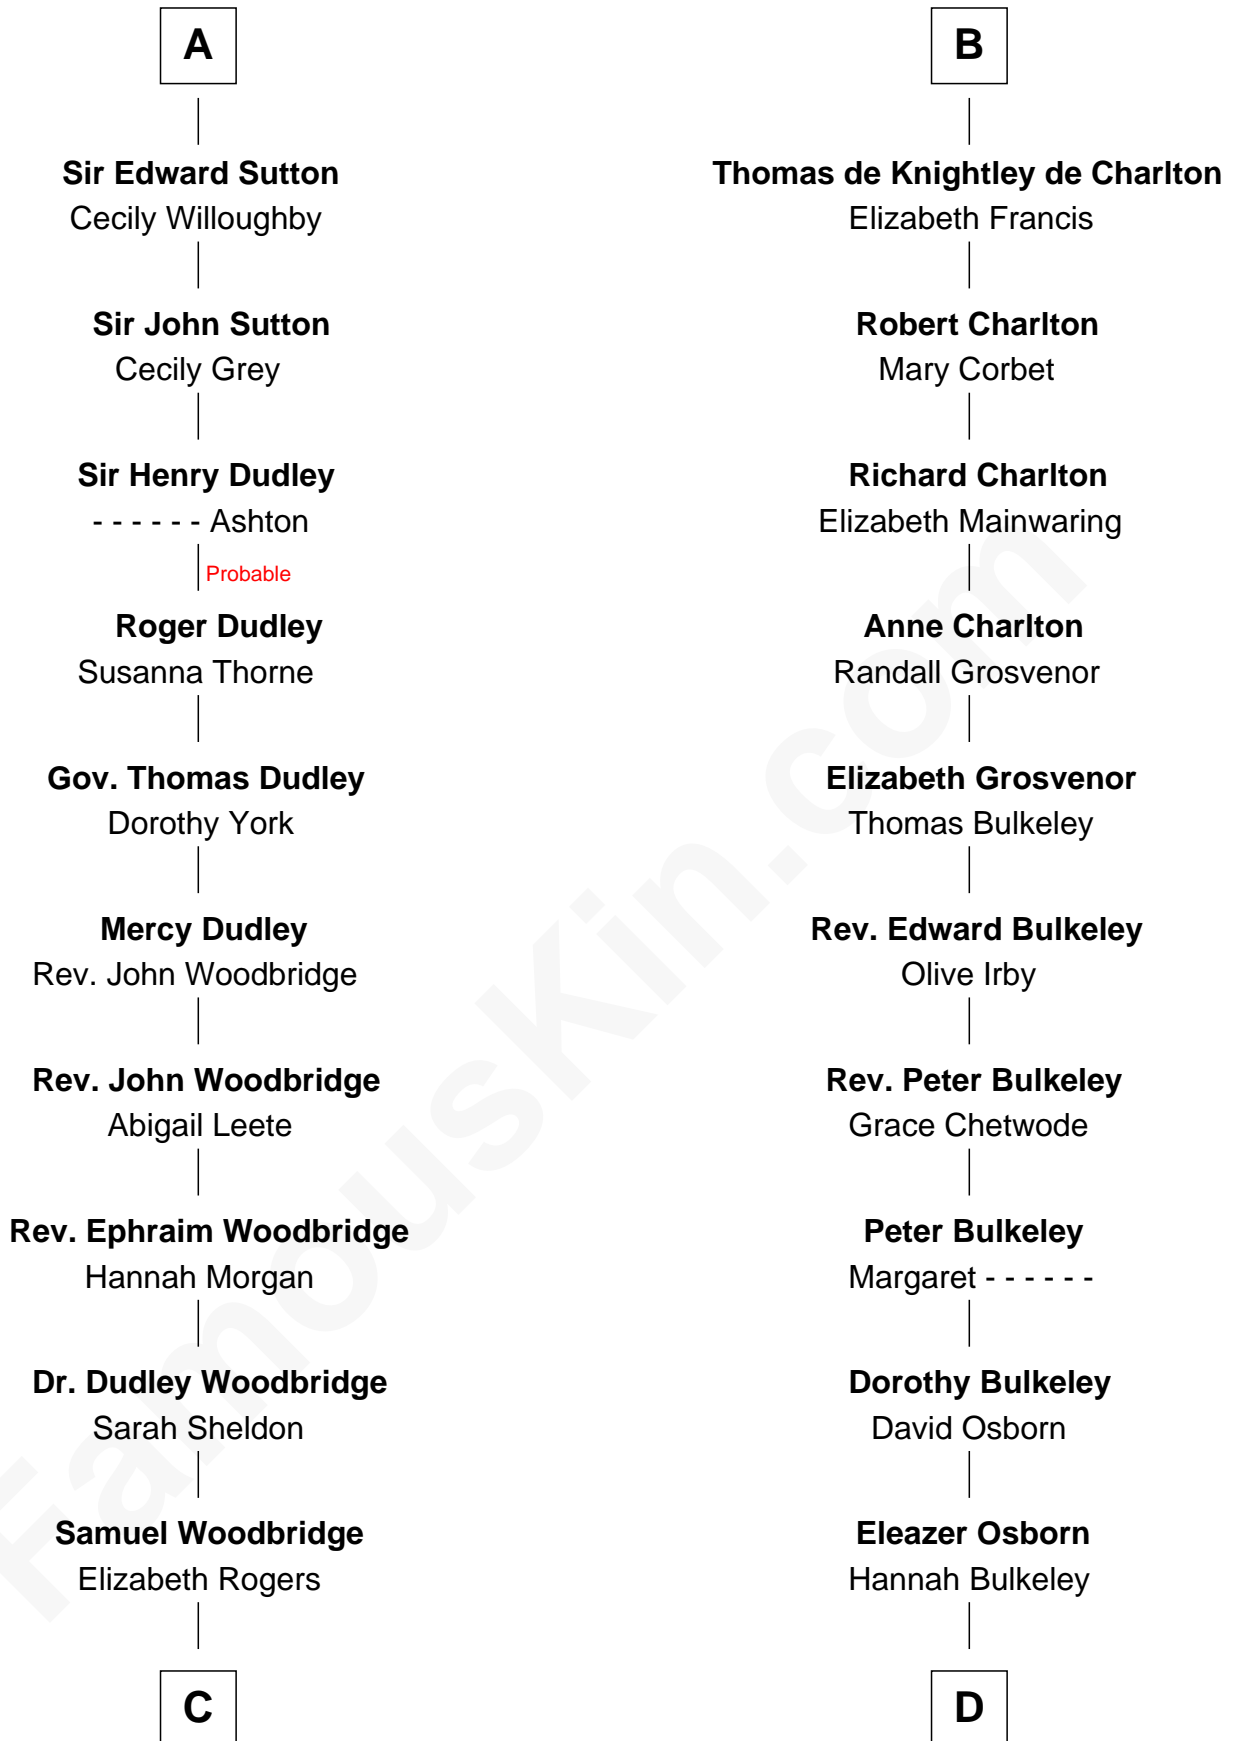 A
Sir Edward Sutton
Cecily Willoughby
Sir John Sutton
Cecily Grey
Sir Henry Dudley
- - - - - - Ashton
Probable
Roger Dudley
Susanna Thorne
Gov. Thomas Dudley
Dorothy York
Mercy Dudley
Rev. John Woodbridge
Rev. John Woodbridge
Abigail Leete
Rev. Ephraim Woodbridge
Hannah Morgan
Dr. Dudley Woodbridge
Sarah Sheldon
Samuel Woodbridge
Elizabeth Rogers
C
B
Thomas de Knightley de Charlton
Elizabeth Francis
Robert Charlton
Mary Corbet
Richard Charlton
Elizabeth Mainwaring
Anne Charlton
Randall Grosvenor
Elizabeth Grosvenor
Thomas Bulkeley
Rev. Edward Bulkeley
Olive Irby
Rev. Peter Bulkeley
Grace Chetwode
Peter Bulkeley
Margaret - - - - - -
Dorothy Bulkeley
David Osborn
Eleazer Osborn
Hannah Bulkeley
D
FamousKin.com